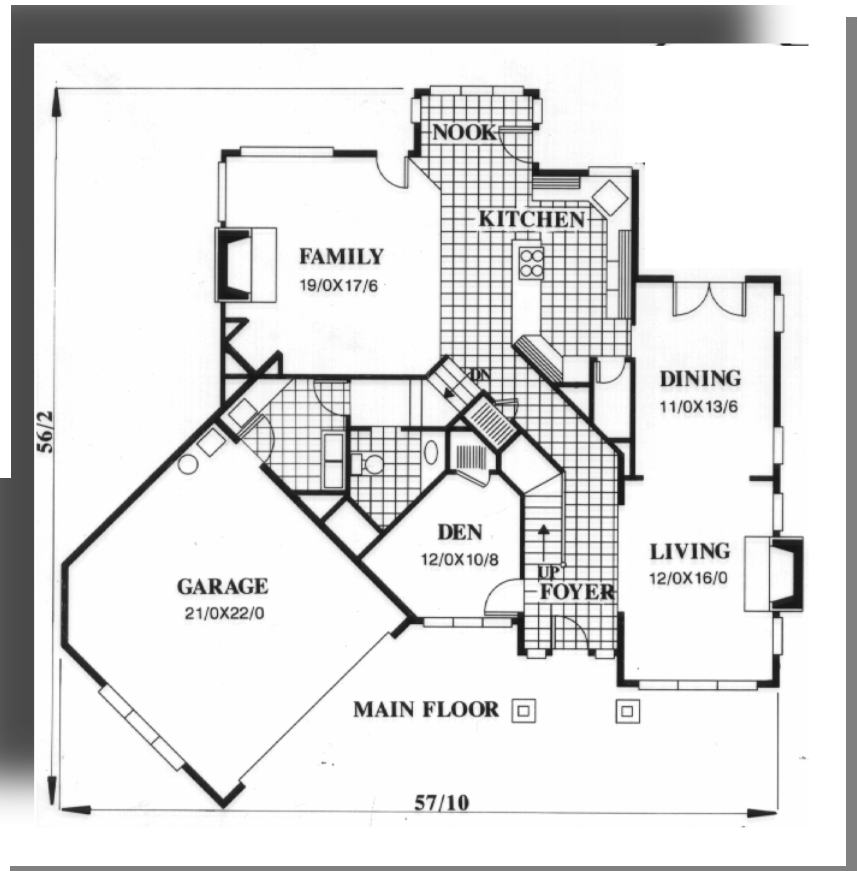 NOOK
KITCHEN
FAMILY
19/0X17/6
DN
DINING
11/0X13/6
56/2
DEN
12/0X10/8
UP
FOYER
LIVING
12/0X16/0
GARAGE
21/0X22/0
MAIN FLOOR
57/10